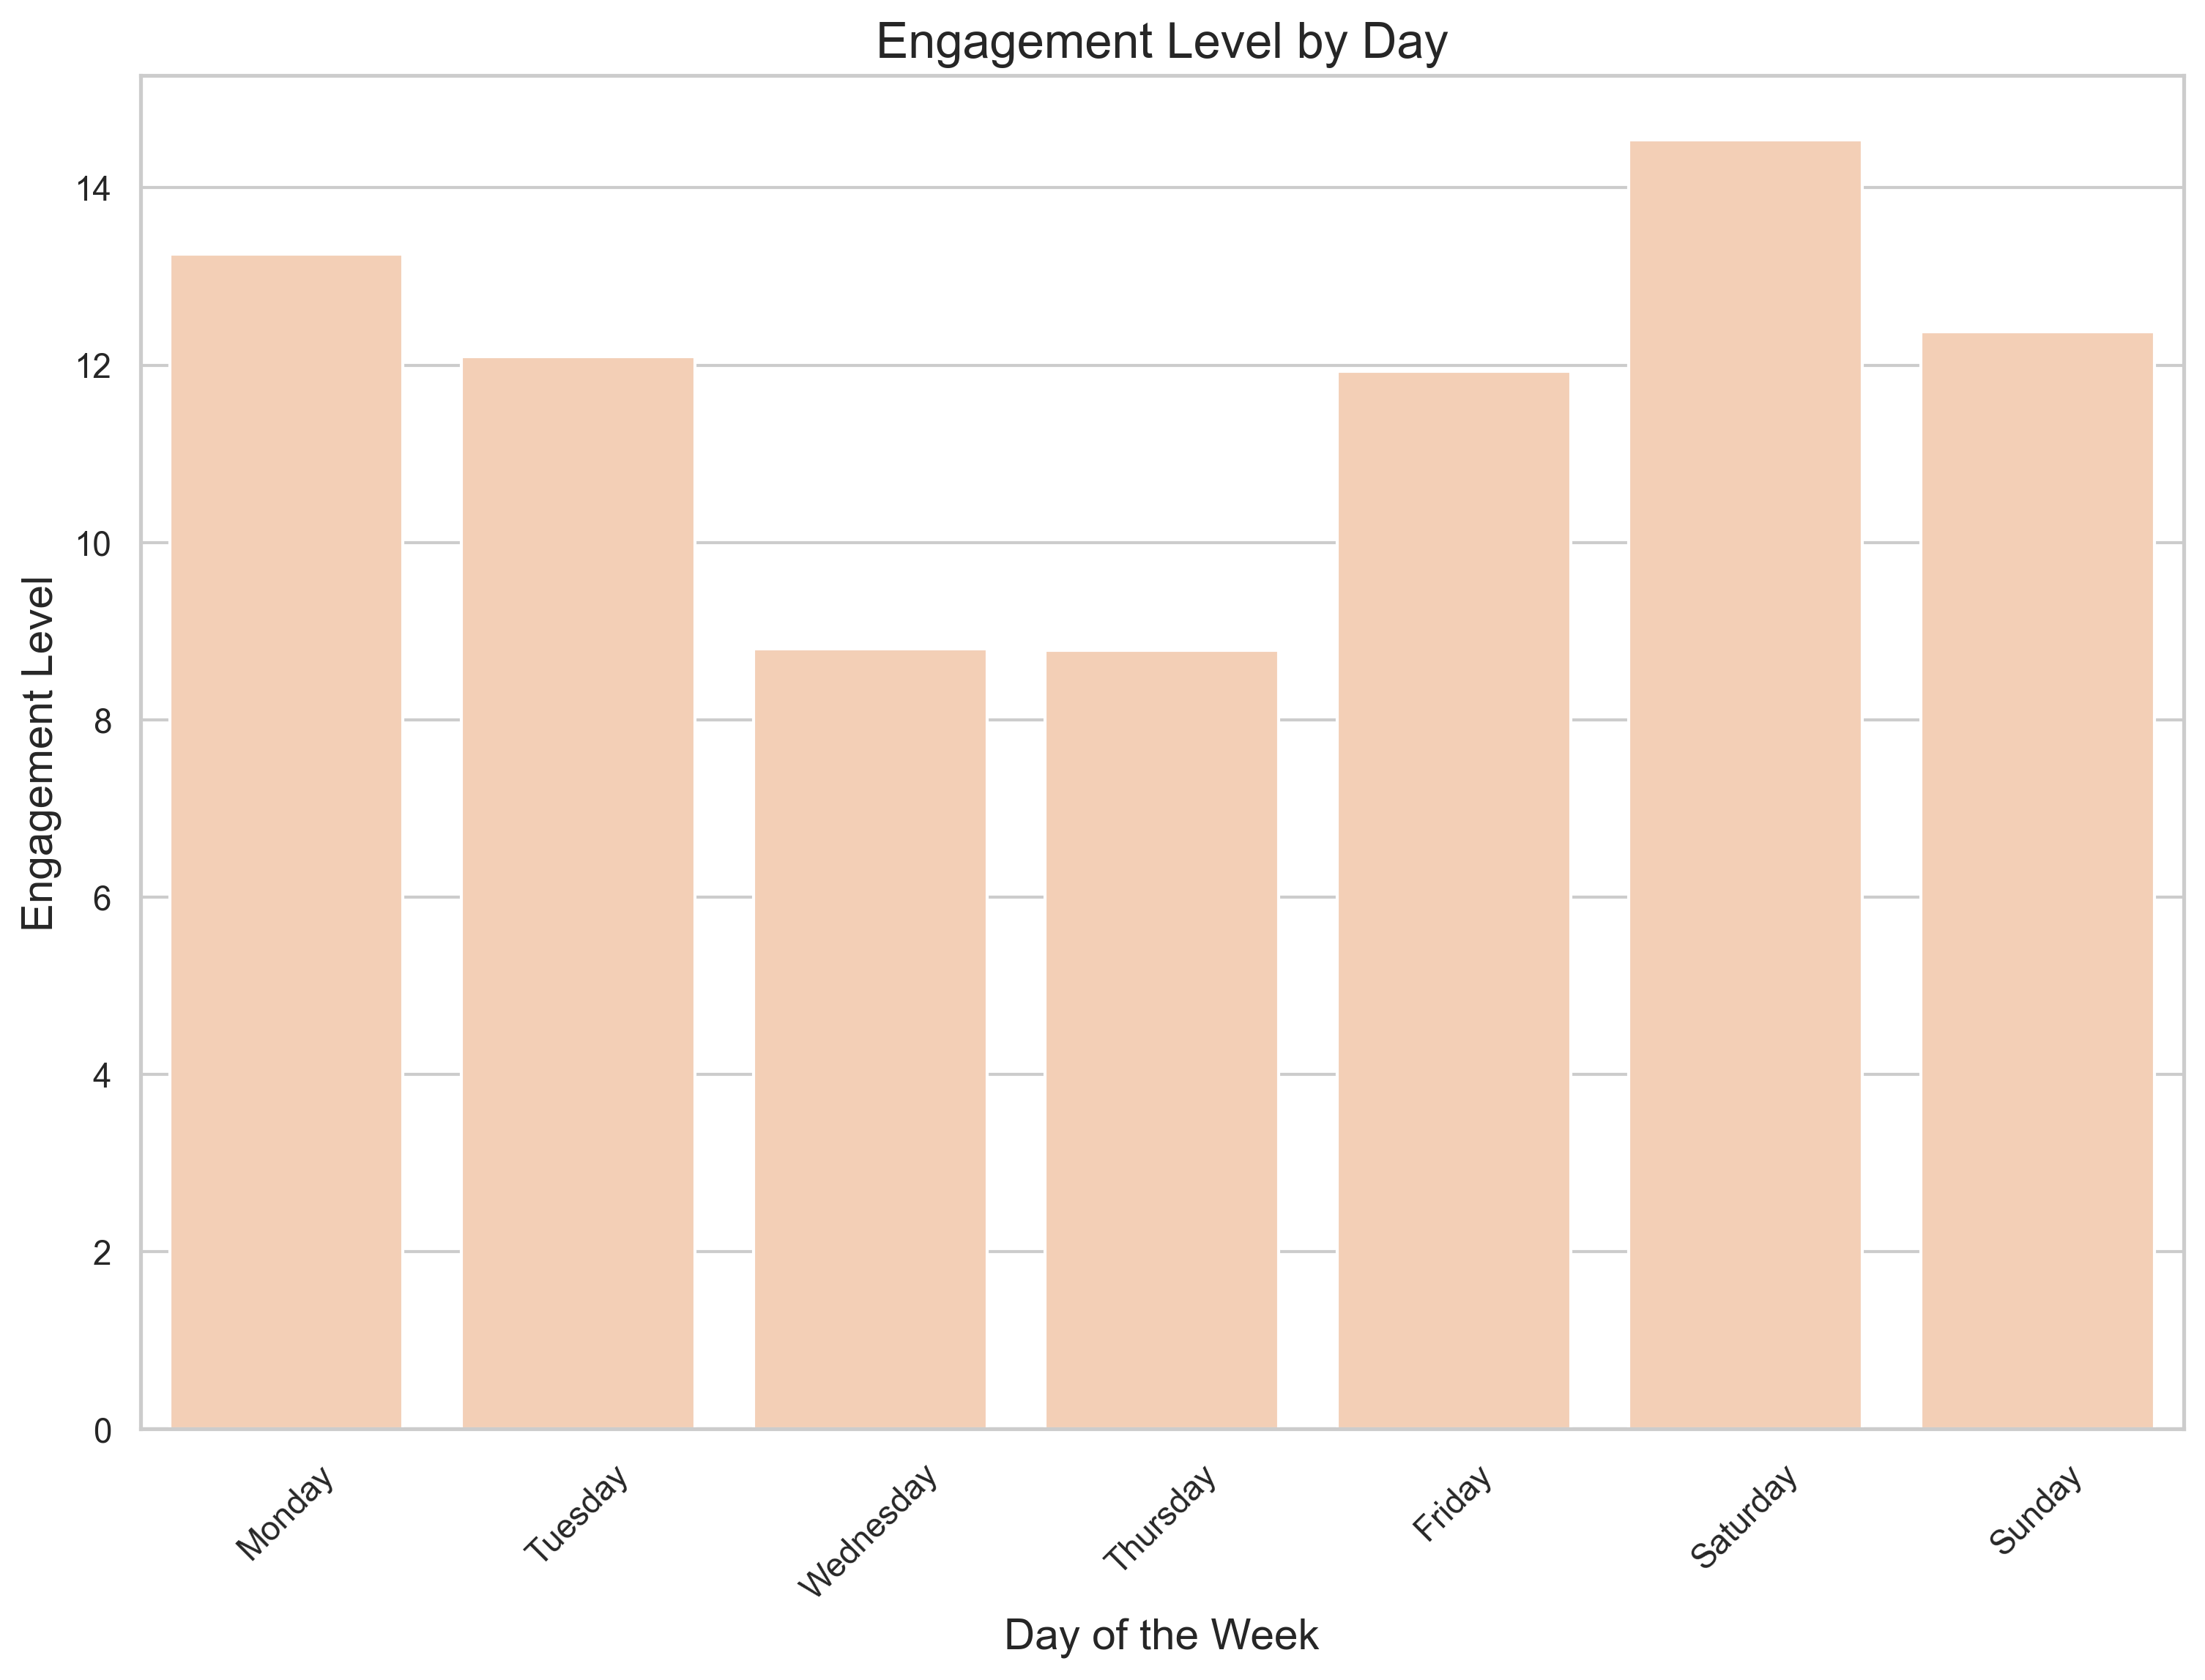 Engagement Level by Day
Engagement Level
14
12
10
8
6
4
2
0
Monday
Tuesday
Wednesday
Thursday
Friday
Saturday
Sunday
Day of the Week